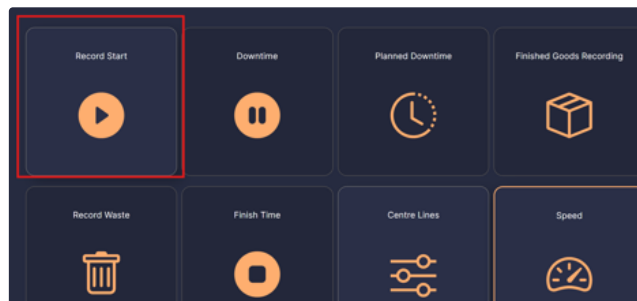 Record Start
Downtime
Planned Downtime
Finished Goods Recording
Record Waste
Finish Time
Centre Lines
Speed